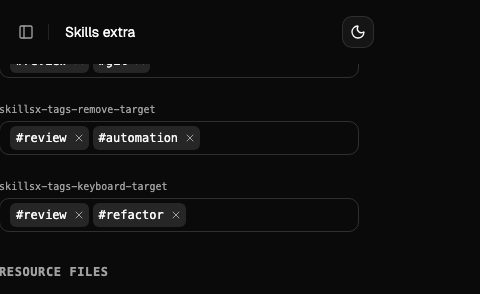 Skills extra
skillsx-tags-remove-target
#review × #automation ×
skillsx-tags-keyboard-target
#review × #refactor ×
RESOURCE FILES